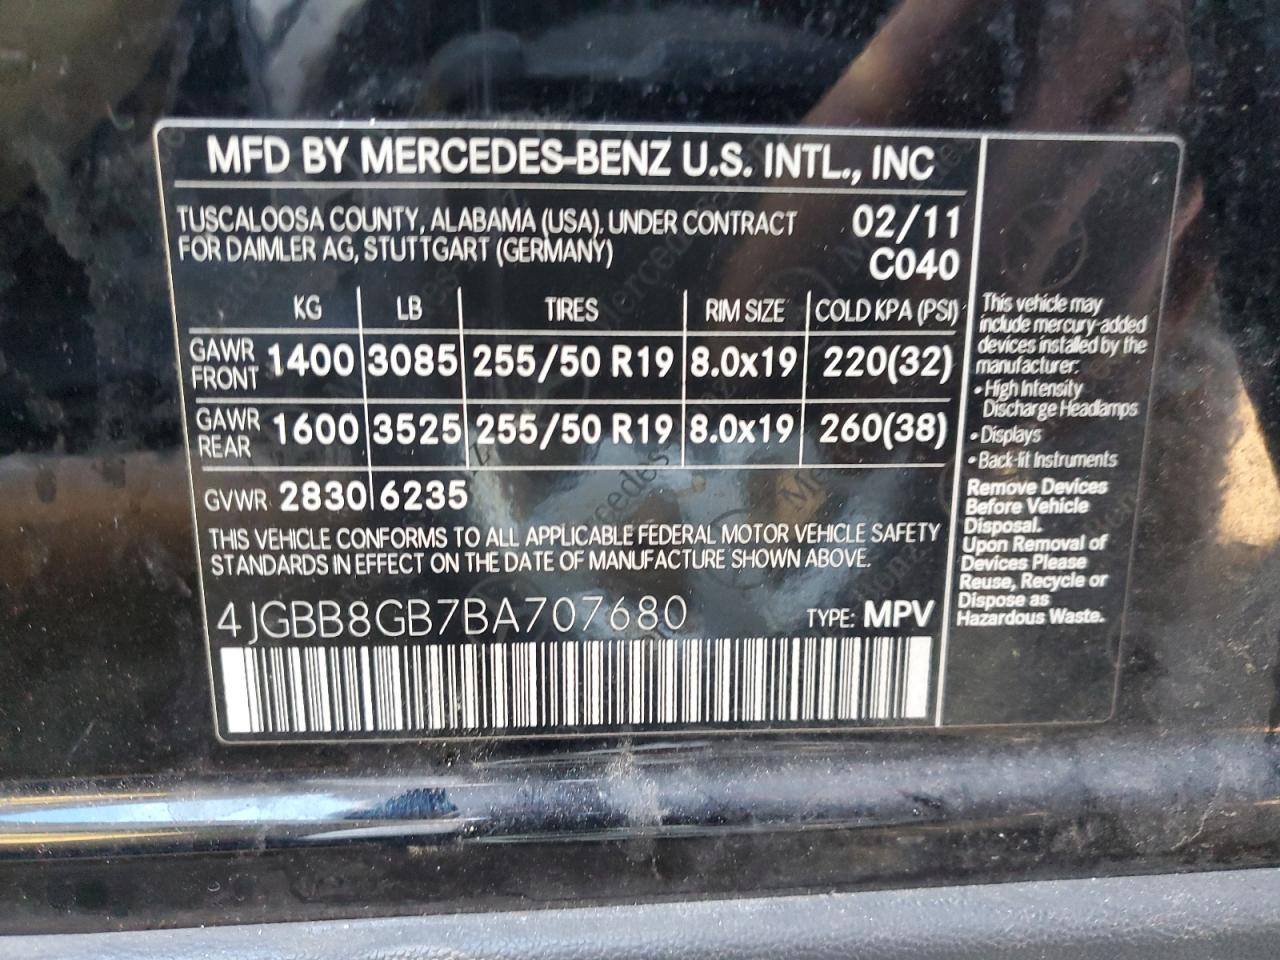 MFD BY MERCEDES-BENZ U.S. INTL., INC
TUSCALOOSA COUNTY, ALABAMA (USA), UNDER CONTRACT
FOR DAIMLER AG, STUTTGART (GERMANY)
02/11
C040
KG LB TIRES RIM SIZE COLD KPA (PSI)
GAWR FRONT 1400 3085 255/50 R19 8.0x19 220(32)
GAWR REAR 1600 3525 255/50 R19 8.0x19 260(38)
GVWR 2830 6235
THIS VEHICLE CONFORMS TO ALL APPLICABLE FEDERAL MOTOR VEHICLE SAFETY
STANDARDS IN EFFECT ON THE DATE OF MANUFACTURE SHOWN ABOVE.
4JGBB8GB7BA707680 TYPE: MPV
This vehicle may
include mercury-added
devices installed by the
manufacturer:
• High Intensity
Discharge Headlamps
• Displays
• Back-lit Instruments
Remove Devices
Before Vehicle
Disposal.
Upon Removal of
Devices Please
Reuse, Recycle or
Dispose as
Hazardous Waste.